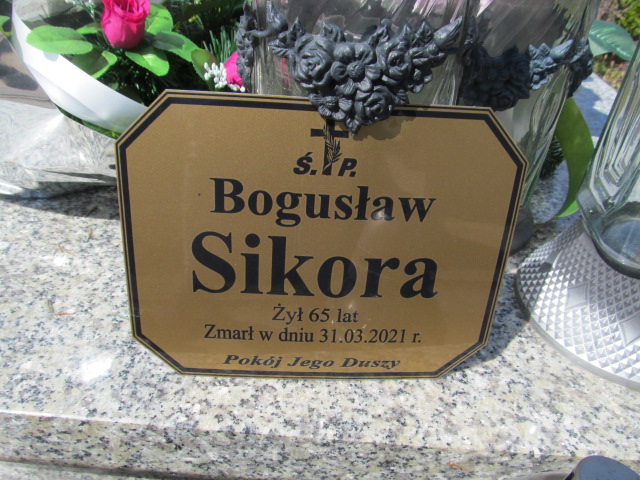 Ś. P.
Bogusław
Sikora
Żył 65 lat
Zmarł w dniu 31.03.2021 r.
Pokój Jego Duszy